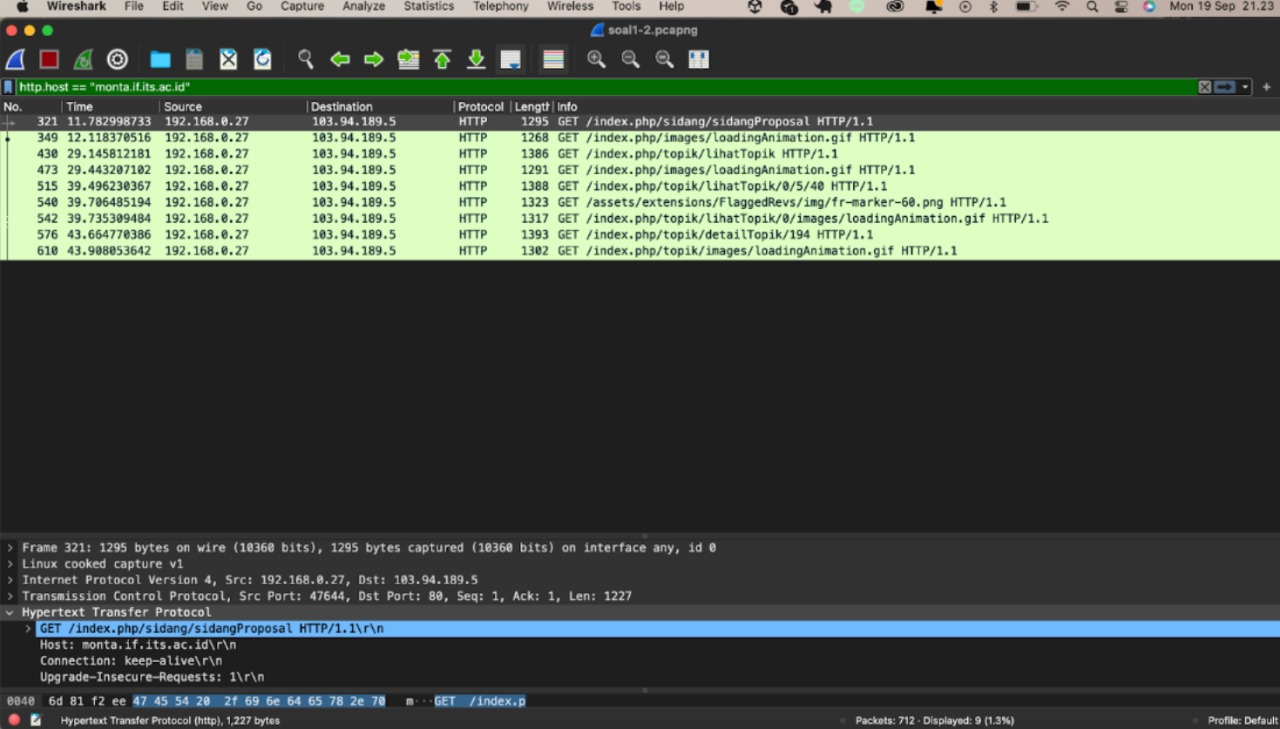 Wireshark File Edit View Go Capture Analyze Statistics Telephony Wireless Tools Help Mon 19 Sep 21.23
soal1-2.pcapng
http.host == "monta.if.its.ac.id"
No. Time Source Destination Protocol Length Info
321 11.782998733 192.168.0.27 103.94.189.5 HTTP 1295 GET /index.php/sidang/sidangProposal HTTP/1.1
349 12.118370516 192.168.0.27 103.94.189.5 HTTP 1268 GET /index.php/images/loadingAnimation.gif HTTP/1.1
430 29.145812181 192.168.0.27 103.94.189.5 HTTP 1386 GET /index.php/topik/lihatTopik HTTP/1.1
473 29.443207102 192.168.0.27 103.94.189.5 HTTP 1291 GET /index.php/topik/images/loadingAnimation.gif HTTP/1.1
515 39.496230367 192.168.0.27 103.94.189.5 HTTP 1388 GET /index.php/topik/lihatTopik/0/5/40 HTTP/1.1
540 39.706485194 192.168.0.27 103.94.189.5 HTTP 1323 GET /assets/extensions/FlaggedRevs/img/fr-marker-60.png HTTP/1.1
542 39.735309484 192.168.0.27 103.94.189.5 HTTP 1317 GET /index.php/topik/lihatTopik/0/images/loadingAnimation.gif HTTP/1.1
576 43.664770386 192.168.0.27 103.94.189.5 HTTP 1393 GET /index.php/topik/detailTopik/194 HTTP/1.1
610 43.908053642 192.168.0.27 103.94.189.5 HTTP 1302 GET /index.php/topik/images/loadingAnimation.gif HTTP/1.1
Frame 321: 1295 bytes on wire (10360 bits), 1295 bytes captured (10360 bits) on interface any, id 0
Linux cooked capture v1
Internet Protocol Version 4, Src: 192.168.0.27, Dst: 103.94.189.5
Transmission Control Protocol, Src Port: 47644, Dst Port: 80, Seq: 1, Ack: 1, Len: 1227
Hypertext Transfer Protocol
GET /index.php/sidang/sidangProposal HTTP/1.1\r\n
Host: monta.if.its.ac.id\r\n
Connection: keep-alive\r\n
Upgrade-Insecure-Requests: 1\r\n
0040 6d 81 f2 ee 47 45 54 20 2f 69 6e 64 65 78 2e 70 m···GET /index.p
Hypertext Transfer Protocol (http), 1,227 bytes Packets: 712 · Displayed: 9 (1.3%) Profile: Default